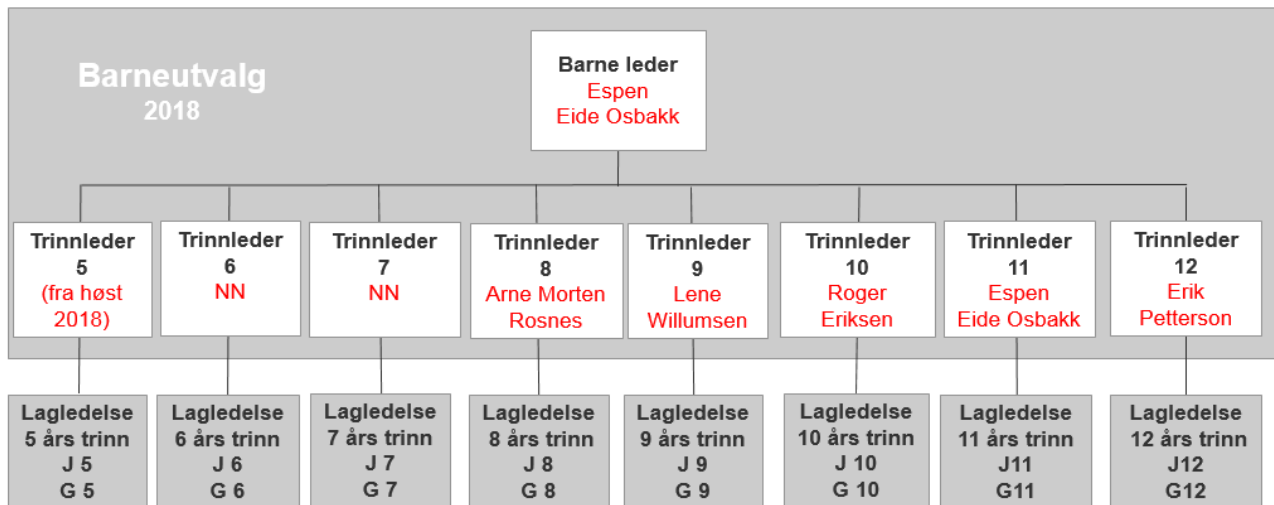 Barneutvalg
2018
Barne leder
Espen
Eide Osbakk
Trinnleder
5
(fra høst
2018)
Trinnleder
6
NN
Trinnleder
7
NN
Trinnleder
8
Arne Morten
Rosnes
Trinnleder
9
Lene
Willumsen
Trinnleder
10
Roger
Eriksen
Trinnleder
11
Espen
Eide Osbakk
Trinnleder
12
Erik
Petterson
Lagledelse
5 års trinn
J 5
G 5
Lagledelse
6 års trinn
J 6
G 6
Lagledelse
7 års trinn
J 7
G 7
Lagledelse
8 års trinn
J 8
G 8
Lagledelse
9 års trinn
J 9
G 9
Lagledelse
10 års trinn
J 10
G 10
Lagledelse
11 års trinn
J11
G11
Lagledelse
12 års trinn
J12
G12